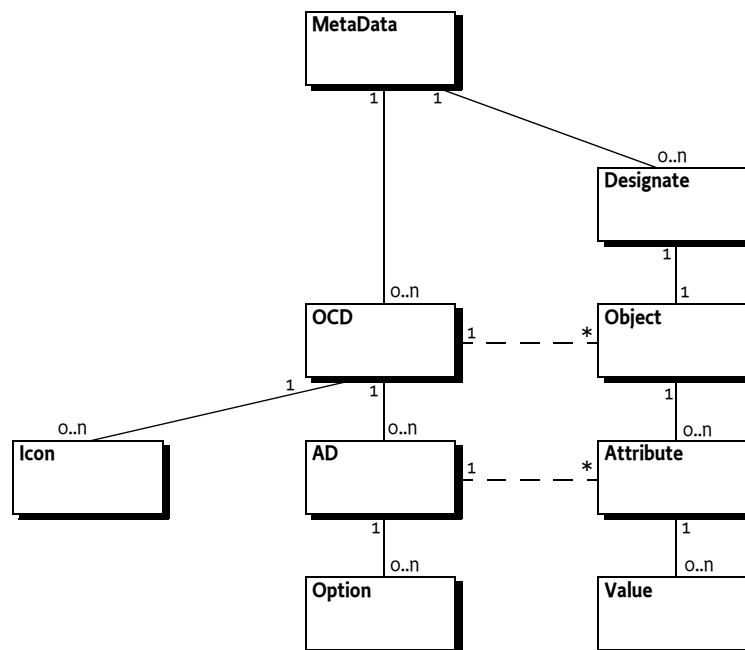 MetaData
1 1
0..n
Designate
1
0..n 1
OCD Object
1 *
1 1 1
0..n 0..n 0..n
Icon AD Attribute
1 *
1 1
0..n 0..n
Option Value